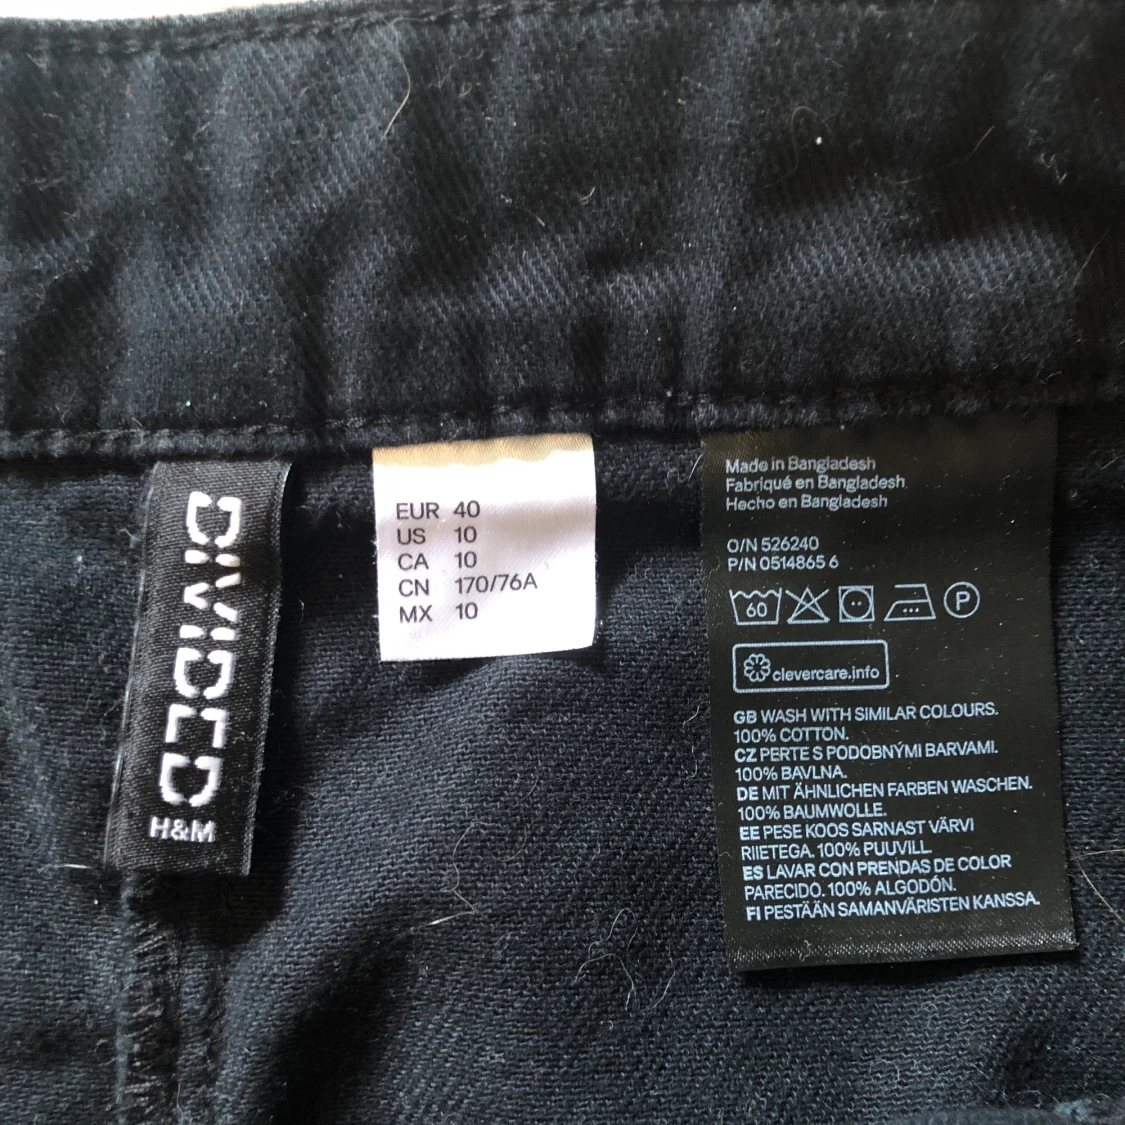 DIVIDED
H&M
EUR 40
US 10
CA 10
CN 170/76A
MX 10
Made in Bangladesh
Fabriqué en Bangladesh
Hecho en Bangladesh
O/N 526240
P/N 0514865 6
60
P
clevercare.info
GB WASH WITH SIMILAR COLOURS.
100% COTTON.
CZ PERTE S PODOBNÝMI BARVAMI.
100% BAVLNA.
DE MIT ÄHNLICHEN FARBEN WASCHEN.
100% BAUMWOLLE.
EE PESE KOOS SARNAST VÄRVI
RIIETEGA. 100% PUUVILL.
ES LAVAR CON PRENDAS DE COLOR
PARECIDO. 100% ALGODÓN.
FI PESTÄÄN SAMANVÄRISTEN KANSSA.